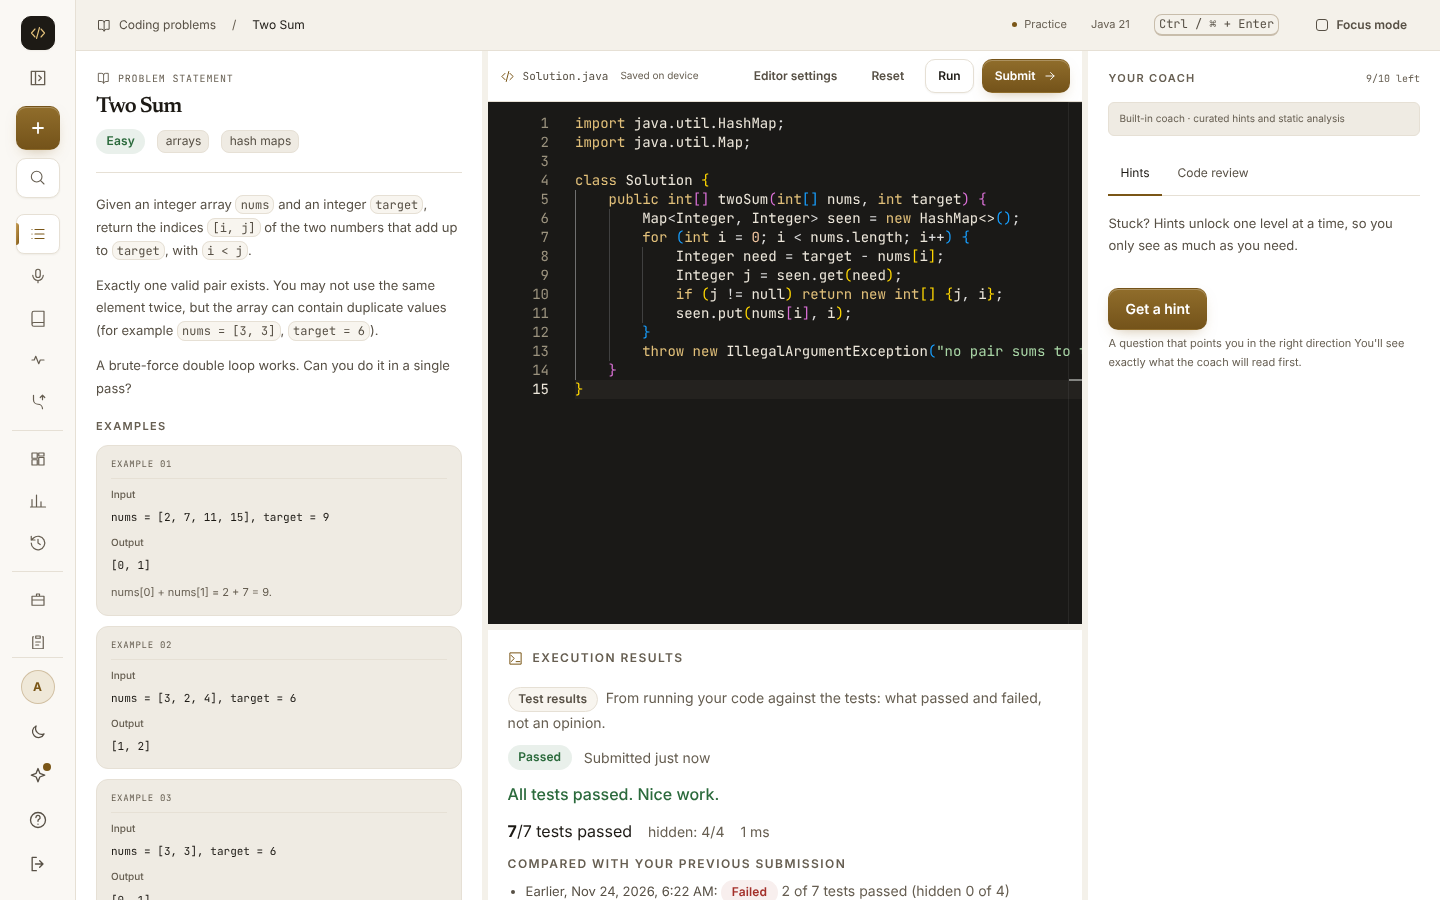 Coding problems / Two Sum
Practice
Java 21
Ctrl / ⌘ + Enter
Focus mode
PROBLEM STATEMENT
Two Sum
Easy
arrays
hash maps
Given an integer array nums and an integer target,
return the indices [i, j] of the two numbers that add up
to target, with i < j.
Exactly one valid pair exists. You may not use the same
element twice, but the array can contain duplicate values
(for example nums = [3, 3], target = 6).
A brute-force double loop works. Can you do it in a single
pass?
EXAMPLES
EXAMPLE 01
Input
nums = [2, 7, 11, 15], target = 9
Output
[0, 1]
nums[0] + nums[1] = 2 + 7 = 9.
EXAMPLE 02
Input
nums = [3, 2, 4], target = 6
Output
[1, 2]
EXAMPLE 03
Input
nums = [3, 3], target = 6
Output
A
Solution.java
Saved on device
Editor settings
Reset
Run
Submit
1 import java.util.HashMap;
2 import java.util.Map;
3
4 class Solution {
5 public int[] twoSum(int[] nums, int target) {
6 Map<Integer, Integer> seen = new HashMap<>();
7 for (int i = 0; i < nums.length; i++) {
8 Integer need = target - nums[i];
9 Integer j = seen.get(need);
10 if (j != null) return new int[] {j, i};
11 seen.put(nums[i], i);
12 }
13 throw new IllegalArgumentException("no pair sums to
14 }
15 }
EXECUTION RESULTS
Test results From running your code against the tests: what passed and failed,
not an opinion.
Passed Submitted just now
All tests passed. Nice work.
7/7 tests passed hidden: 4/4 1 ms
COMPARED WITH YOUR PREVIOUS SUBMISSION
• Earlier, Nov 24, 2026, 6:22 AM: Failed 2 of 7 tests passed (hidden 0 of 4)
YOUR COACH
9/10 left
Built-in coach · curated hints and static analysis
Hints
Code review
Stuck? Hints unlock one level at a time, so you
only see as much as you need.
Get a hint
A question that points you in the right direction You'll see
exactly what the coach will read first.